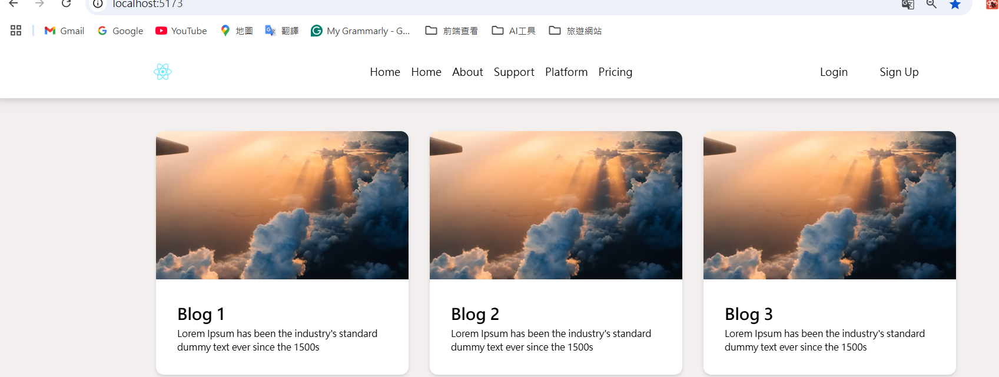 localhost:5173
Gmail Google YouTube 地圖 翻譯 My Grammarly - G... 前端查看 AI工具 旅遊網站
Home Home About Support Platform Pricing Login Sign Up
Blog 1
Lorem Ipsum has been the industry's standard
dummy text ever since the 1500s
Blog 2
Lorem Ipsum has been the industry's standard
dummy text ever since the 1500s
Blog 3
Lorem Ipsum has been the industry's standard
dummy text ever since the 1500s